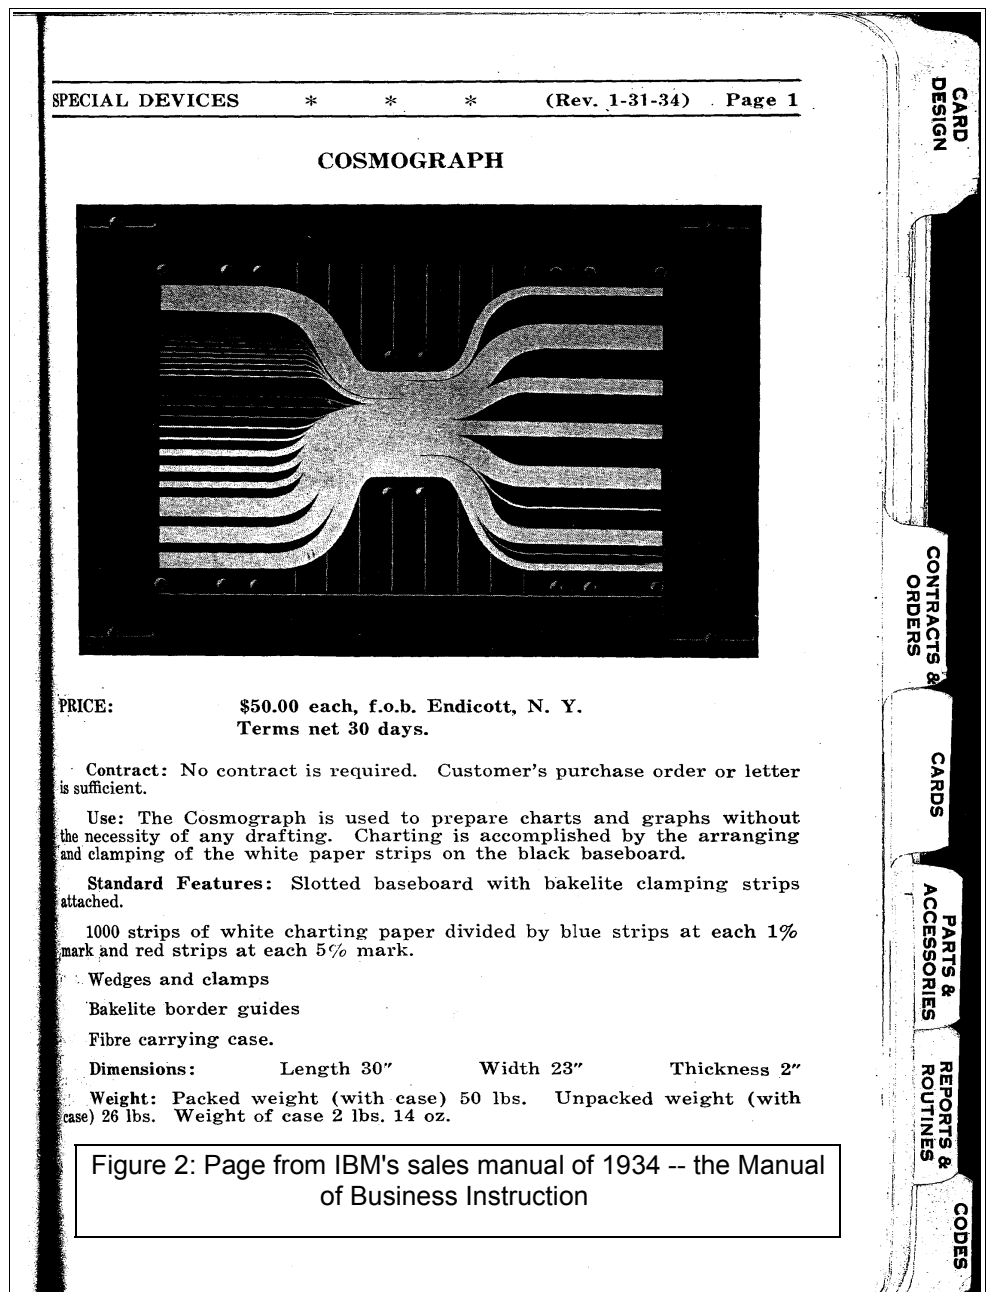 SPECIAL DEVICES * * * (Rev. 1-31-34) Page 1
COSMOGRAPH
PRICE: $50.00 each, f.o.b. Endicott, N. Y.
Terms net 30 days.
Contract: No contract is required. Customer's purchase order or letter
is sufficient.
Use: The Cosmograph is used to prepare charts and graphs without
the necessity of any drafting. Charting is accomplished by the arranging
and clamping of the white paper strips on the black baseboard.
Standard Features: Slotted baseboard with bakelite clamping strips
attached.
1000 strips of white charting paper divided by blue strips at each 1%
mark and red strips at each 5% mark.
Wedges and clamps
Bakelite border guides
Fibre carrying case.
Dimensions: Length 30" Width 23" Thickness 2"
Weight: Packed weight (with case) 50 lbs. Unpacked weight (with
case) 26 lbs. Weight of case 2 lbs. 14 oz.
Figure 2: Page from IBM's sales manual of 1934 -- the Manual
of Business Instruction
CARD
DESIGN
CONTRACTS &
ORDERS
CARDS
PARTS &
ACCESSORIES
REPORTS &
ROUTINES
CODES